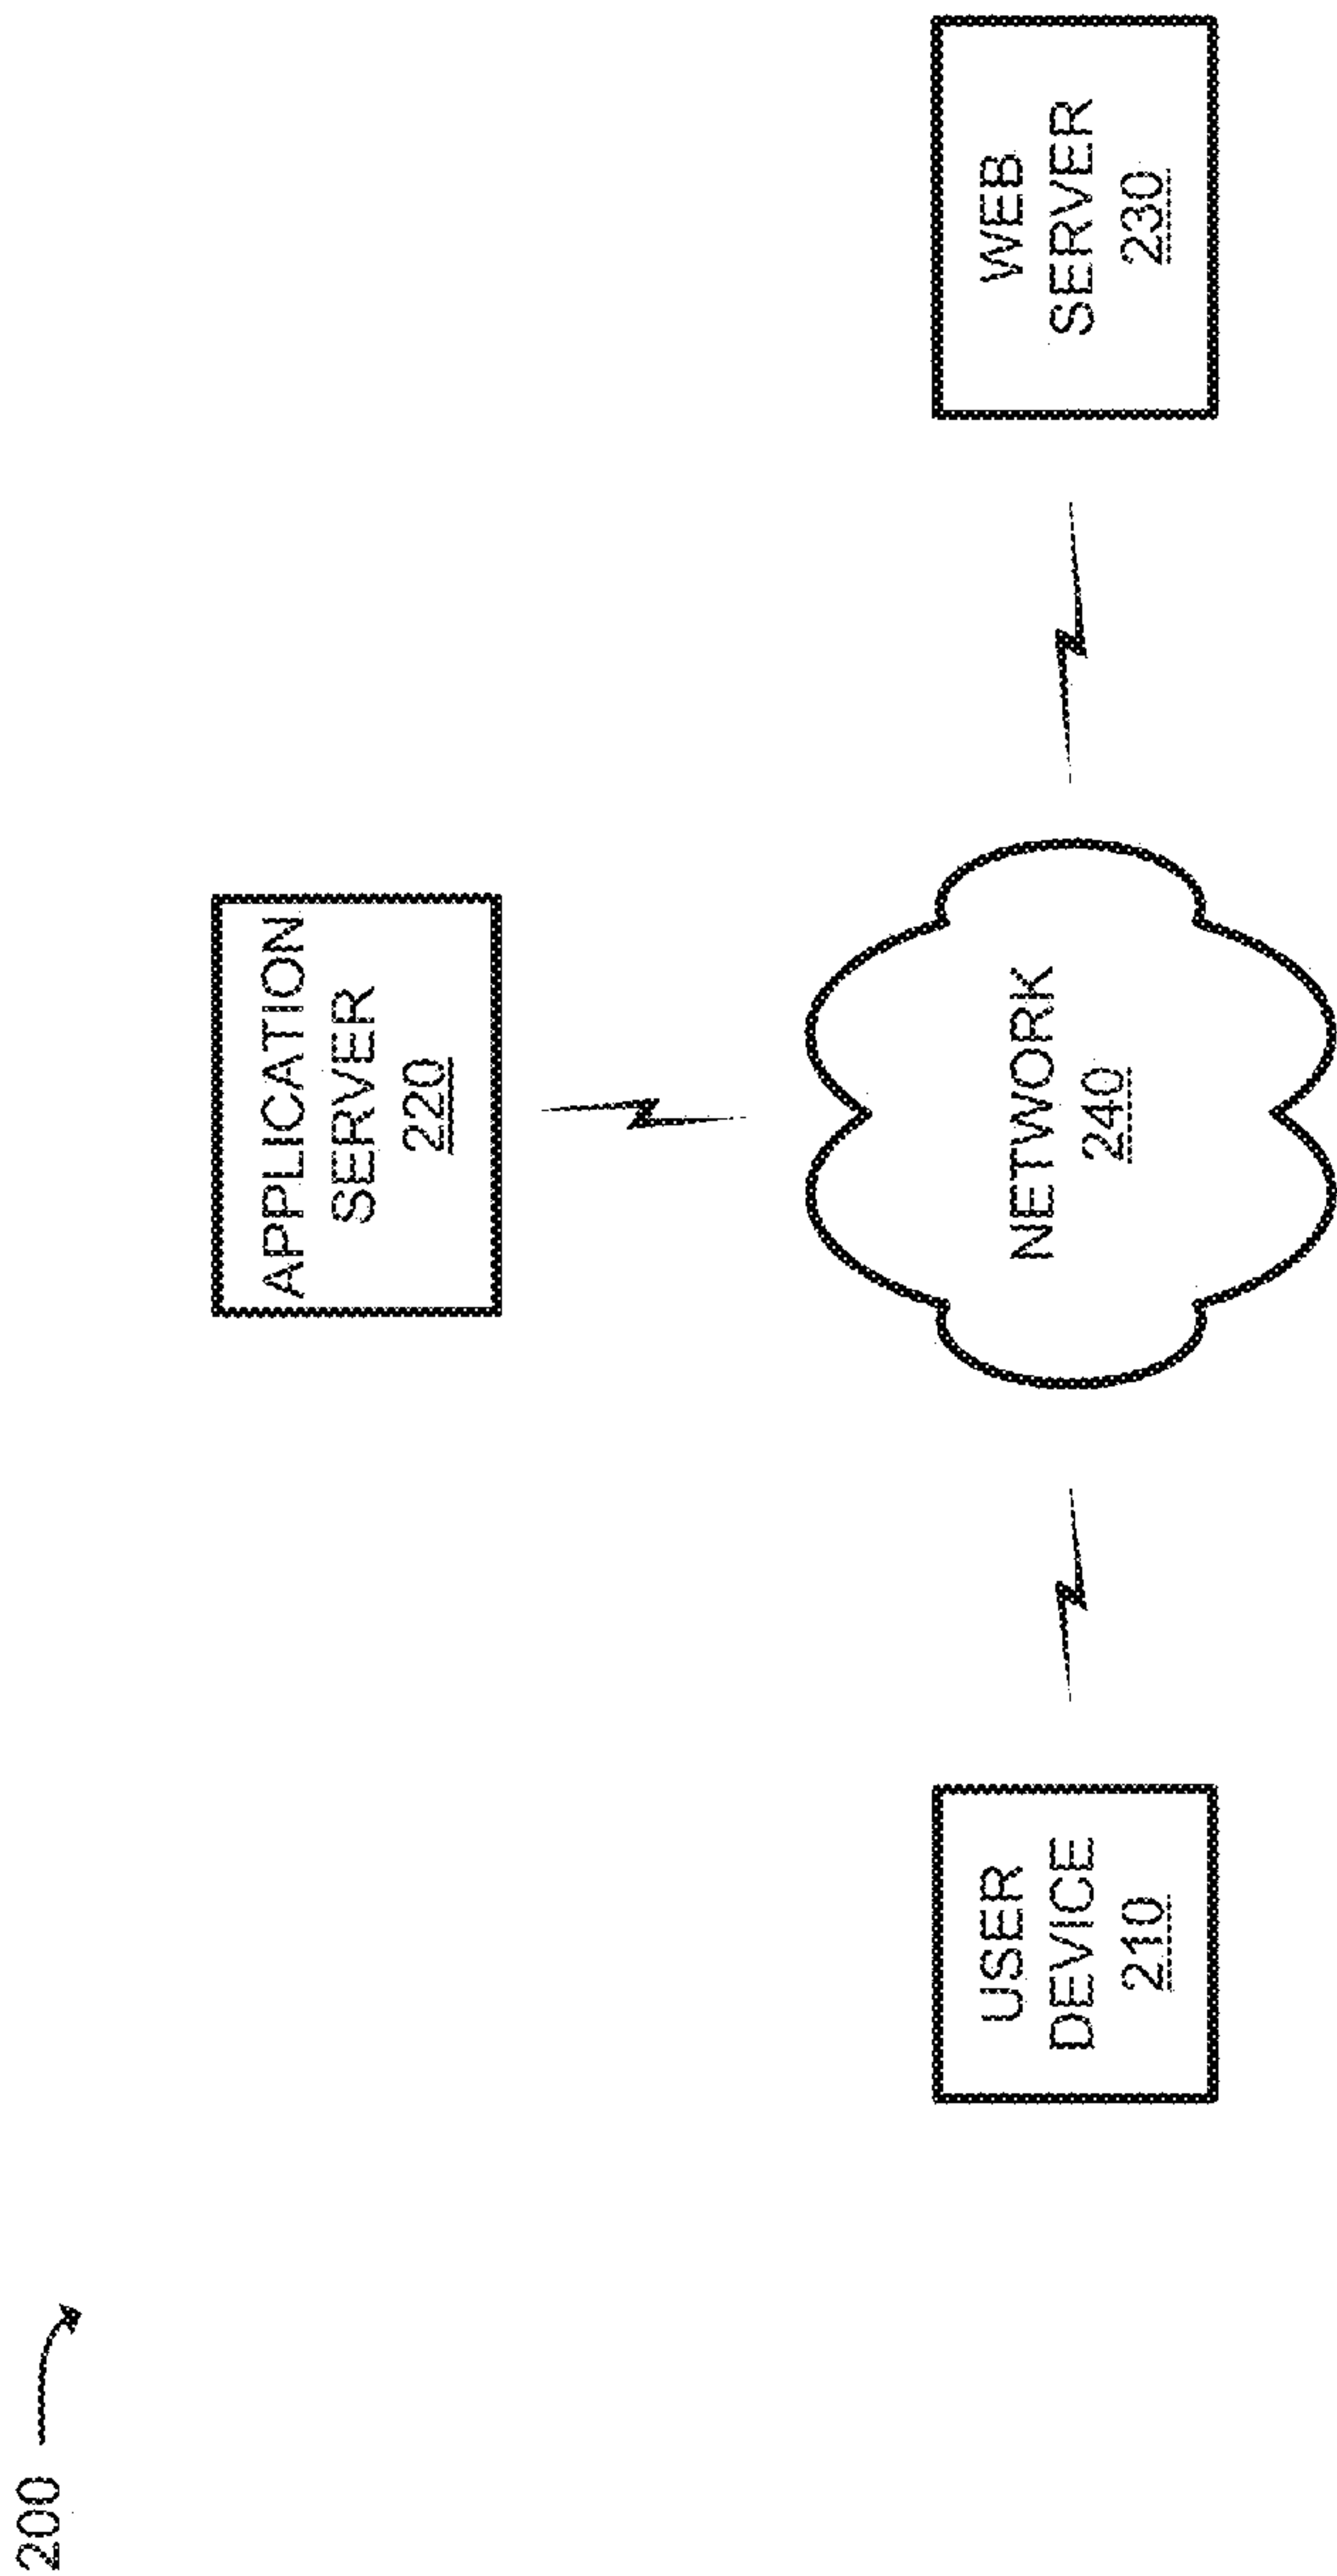 200
APPLICATION
SERVER
220
USER
DEVICE
210
NETWORK
240
WEB
SERVER
230